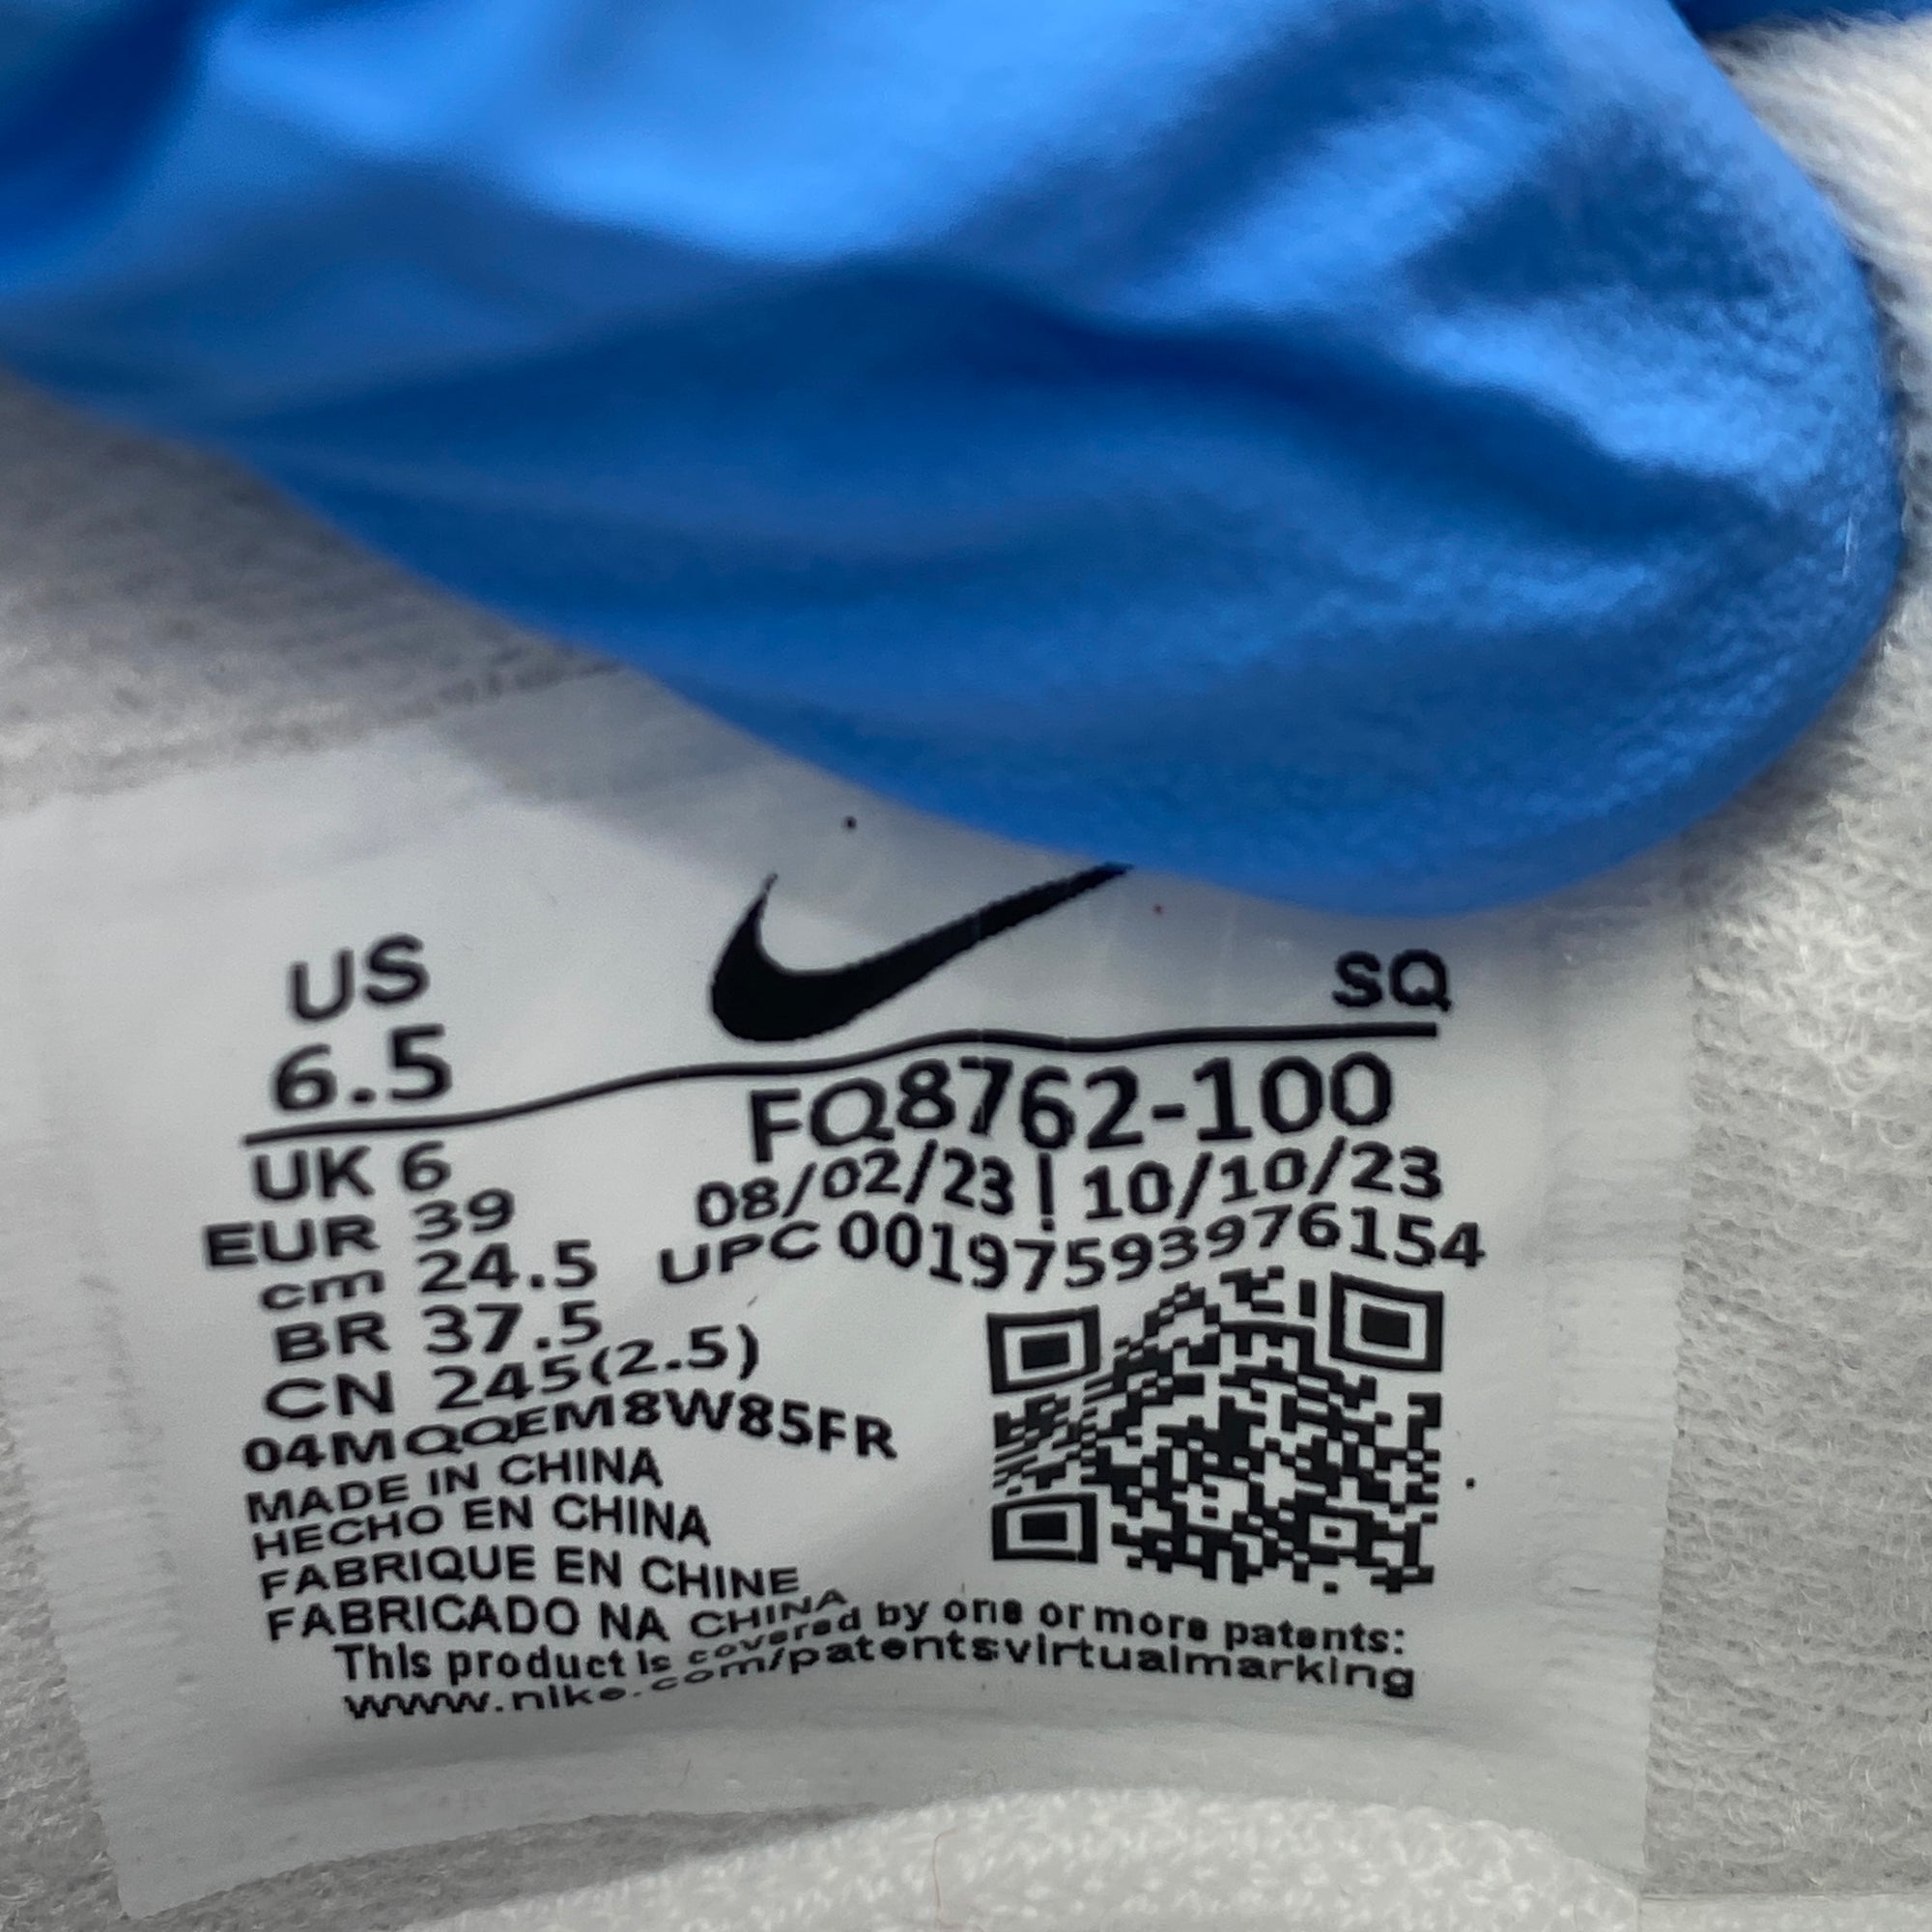 US
6.5
SQ
UK 6
EUR 39
cm 24.5
BR 37.5
CN 245(2.5)
04MQQEM8W85FR
MADE IN CHINA
HECHO EN CHINA
FABRIQUE EN CHINE
FABRICADO NA CHINA
FQ8762-100
08/02/23 | 10/10/23
UPC 00197593976154
This product is covered by one or more patents:
www.nike.com/patentsvirtualmarking